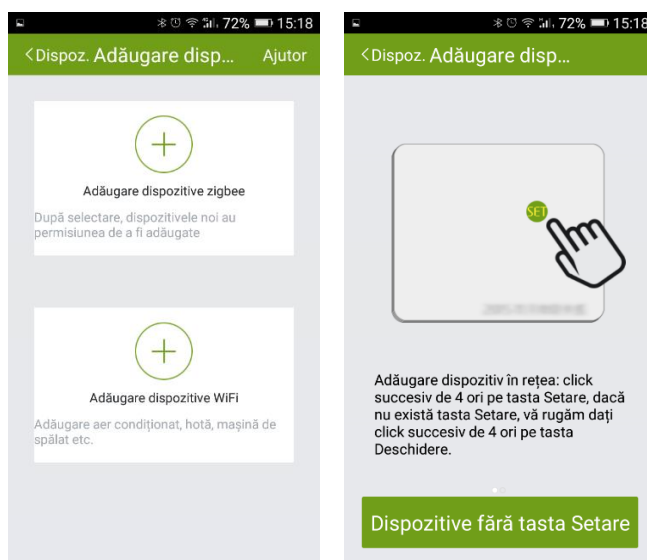 72% 15:18
Dispoz. Adăugare disp... Ajutor
Adăugare dispozitive zigbee
După selectare, dispozitivele noi au
permisiunea de a fi adăugate
Adăugare dispozitive WiFi
Adăugare aer condiționat, hotă, mașină de
spălat etc.
72% 15:18
Dispoz. Adăugare disp...
SET
Adăugare dispozitiv în rețea: click
succesiv de 4 ori pe tasta Setare, dacă
nu există tasta Setare, vă rugăm dați
click succesiv de 4 ori pe tasta
Deschidere.
Dispozitive fără tasta Setare